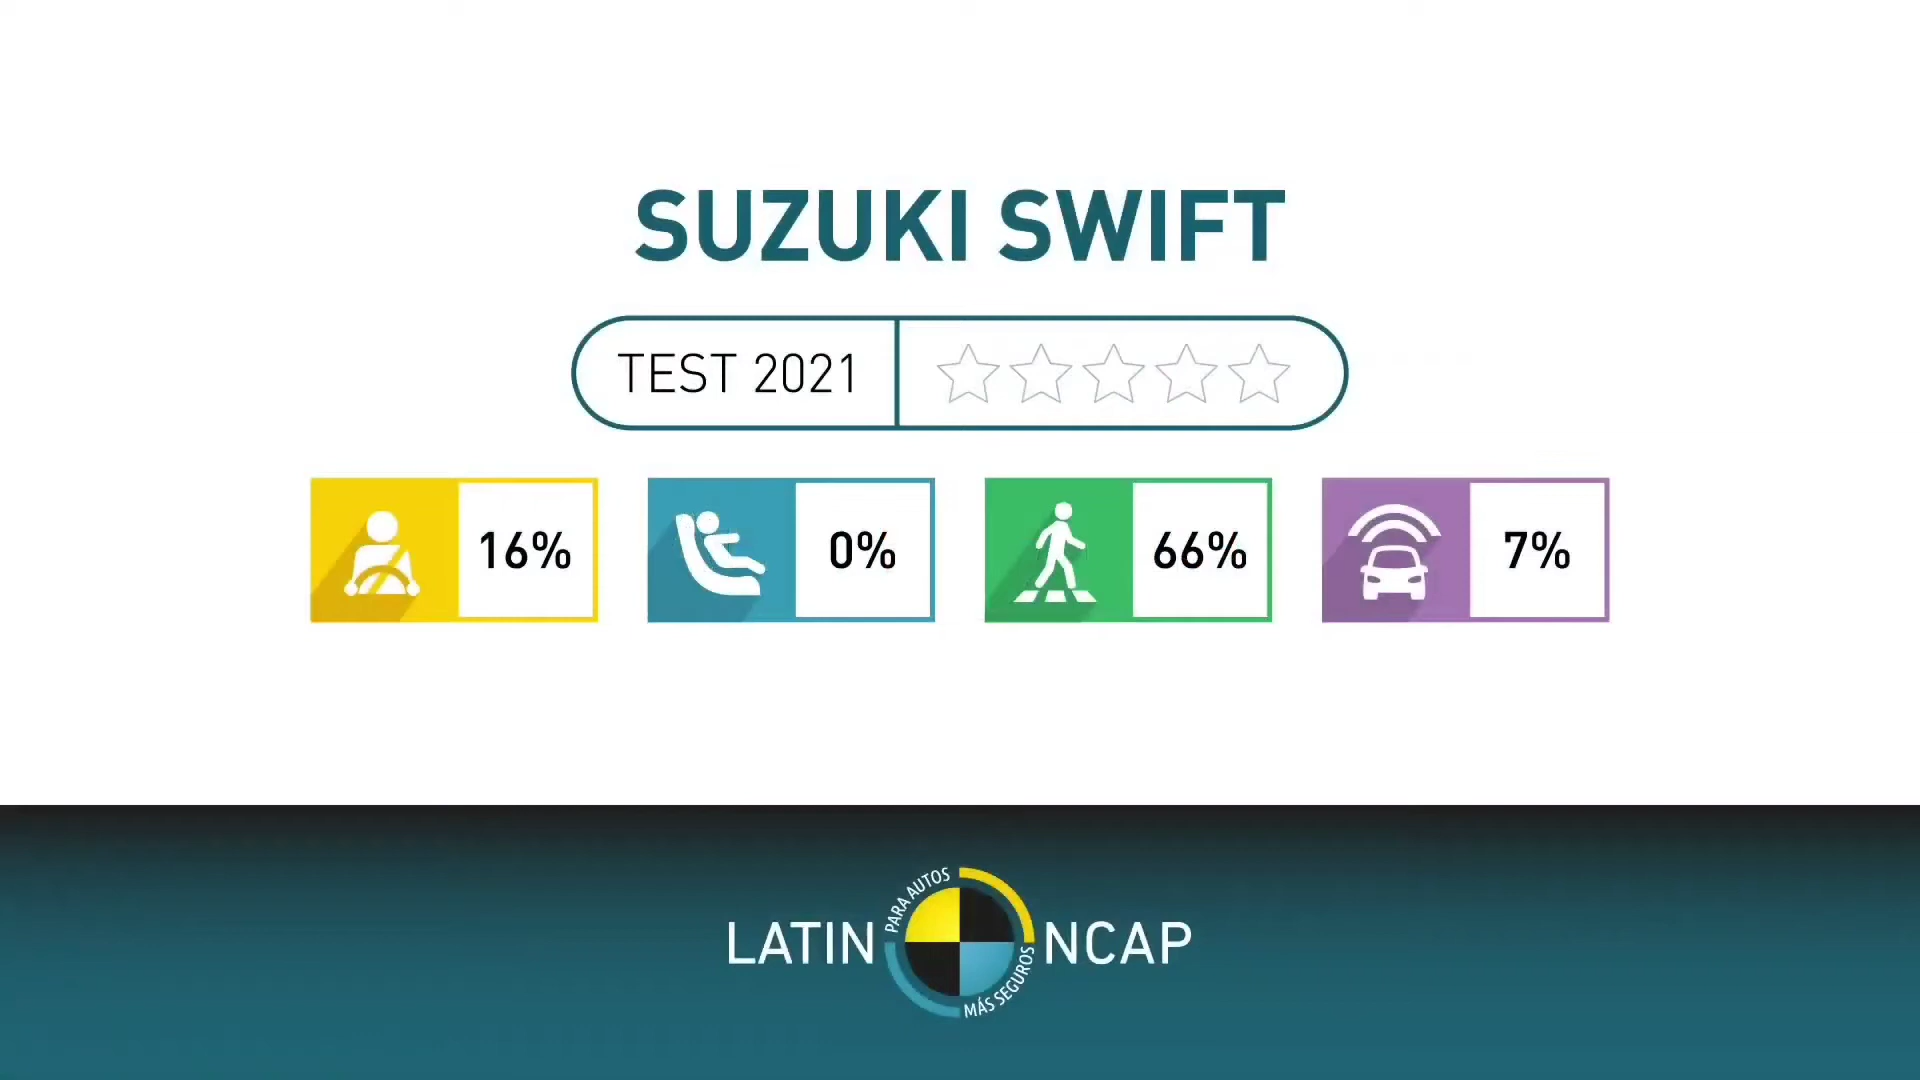 SUZUKI SWIFT
TEST 2021
16%
0%
66%
7%
PARA AUTOS
LATIN NCAP
MÁS SEGUROS